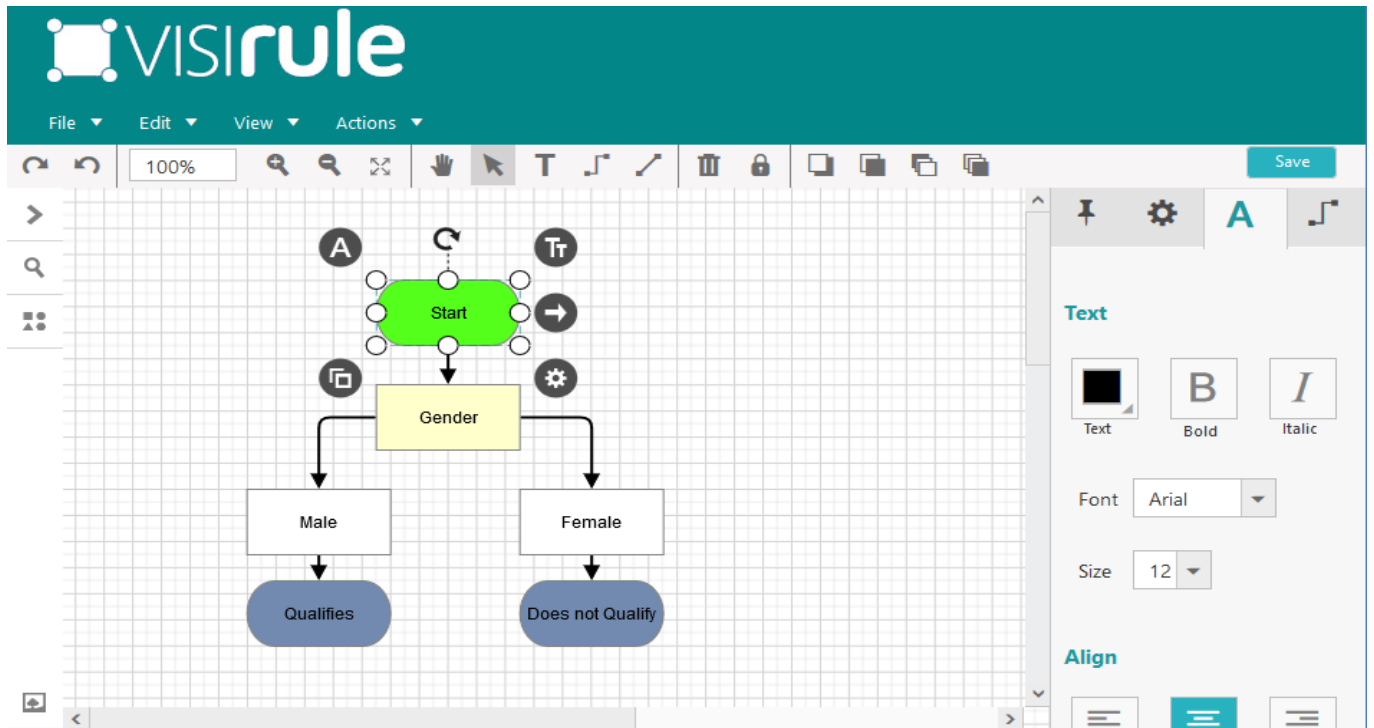 VISIrule
File Edit View Actions
100% T Save
A
A TT
Start
Text
Gender
B I
Text Bold Italic
Font Arial
Male Female
Size 12
Qualifies Does not Qualify
Align